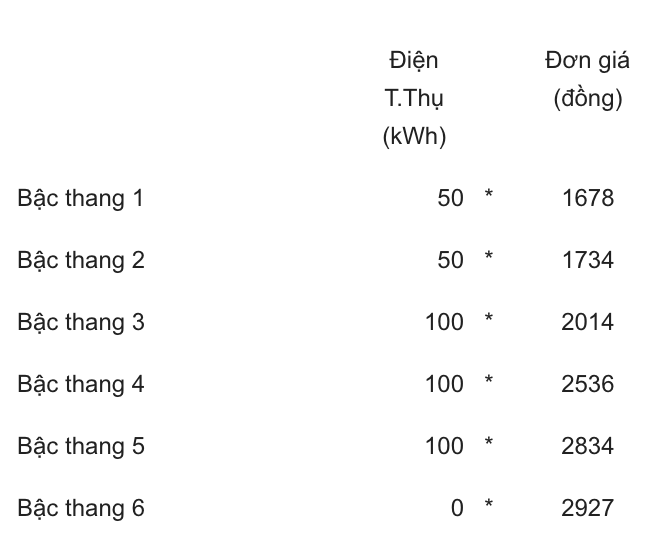 Điện Đơn giá
T.Thụ (đồng)
(kWh)
Bậc thang 1 50 * 1678
Bậc thang 2 50 * 1734
Bậc thang 3 100 * 2014
Bậc thang 4 100 * 2536
Bậc thang 5 100 * 2834
Bậc thang 6 0 * 2927